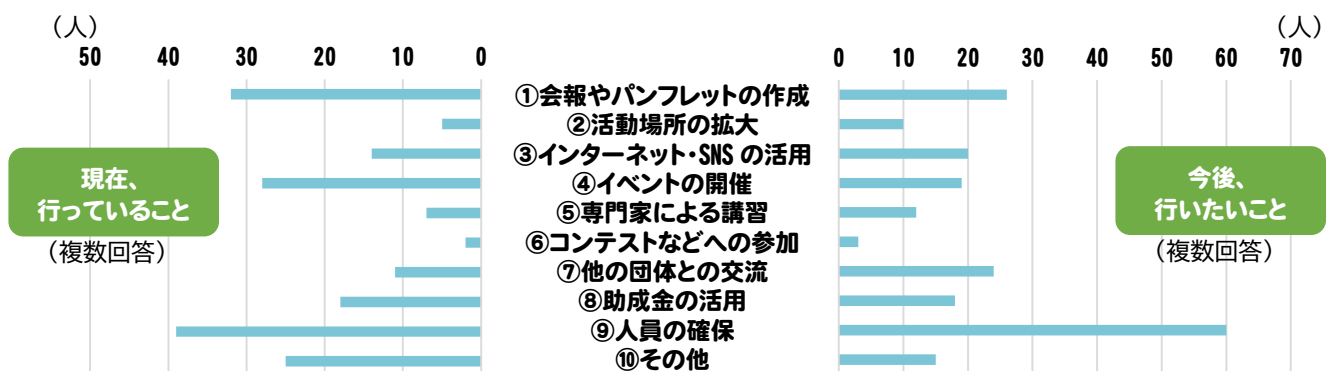 （人）
50 40 30 20 10 0
（人）
0 10 20 30 40 50 60 70
①会報やパンフレットの作成
②活動場所の拡大
③インターネット・SNS の活用
④イベントの開催
⑤専門家による講習
⑥コンテストなどへの参加
⑦他の団体との交流
⑧助成金の活用
⑨人員の確保
⑩その他
現在、
行っていること
（複数回答）
今後、
行いたいこと
（複数回答）